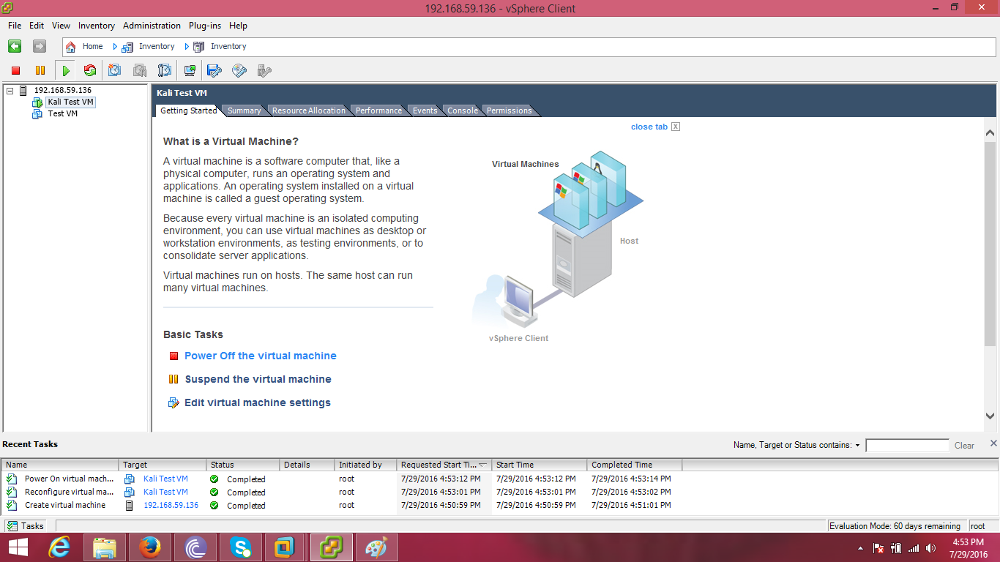 192.168.59.136 - vSphere Client
File Edit View Inventory Administration Plug-ins Help
Home Inventory Inventory
192.168.59.136
Kali Test VM
Test VM
Kali Test VM
Getting Started Summary Resource Allocation Performance Events Console Permissions
close tab X
What is a Virtual Machine?
A virtual machine is a software computer that, like a
physical computer, runs an operating system and
applications. An operating system installed on a virtual
machine is called a guest operating system.
Because every virtual machine is an isolated computing
environment, you can use virtual machines as desktop or
workstation environments, as testing environments, or to
consolidate server applications.
Virtual machines run on hosts. The same host can run
many virtual machines.
Virtual Machines
Host
vSphere Client
Basic Tasks
Power Off the virtual machine
Suspend the virtual machine
Edit virtual machine settings
Recent Tasks
Name, Target or Status contains:
Clear
Name Target Status Details Initiated by Requested Start Ti... Start Time Completed Time
Power On virtual mach... Kali Test VM Completed root 7/29/2016 4:53:12 PM 7/29/2016 4:53:12 PM 7/29/2016 4:53:14 PM
Reconfigure virtual ma... Kali Test VM Completed root 7/29/2016 4:53:01 PM 7/29/2016 4:53:01 PM 7/29/2016 4:53:02 PM
Create virtual machine 192.168.59.136 Completed root 7/29/2016 4:50:59 PM 7/29/2016 4:50:59 PM 7/29/2016 4:51:01 PM
Tasks
Evaluation Mode: 60 days remaining root
4:53 PM
7/29/2016